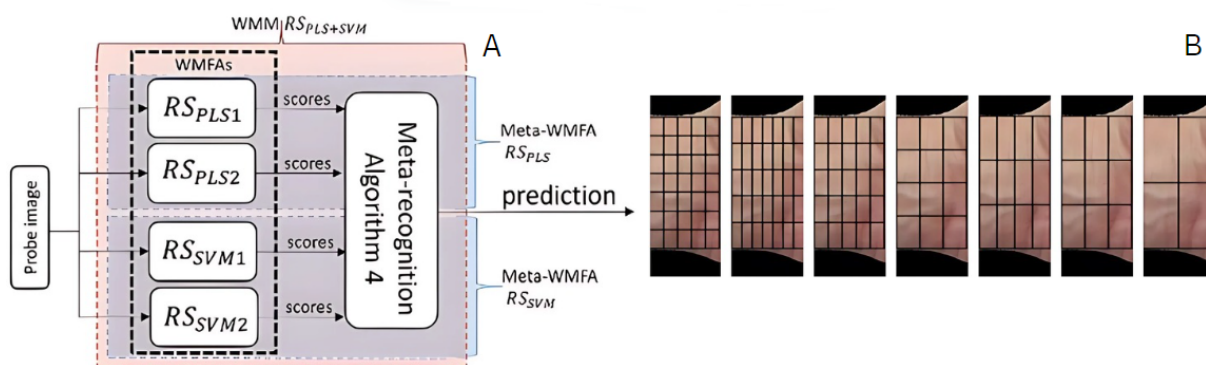 WMM RS_PLS+SVM
A
B
WMFAs
RS_PLS1
scores
RS_PLS2
scores
RS_SVM1
scores
RS_SVM2
scores
Probe image
Meta-recognition
Algorithm 4
Meta-WMFA
RS_PLS
prediction
Meta-WMFA
RS_SVM